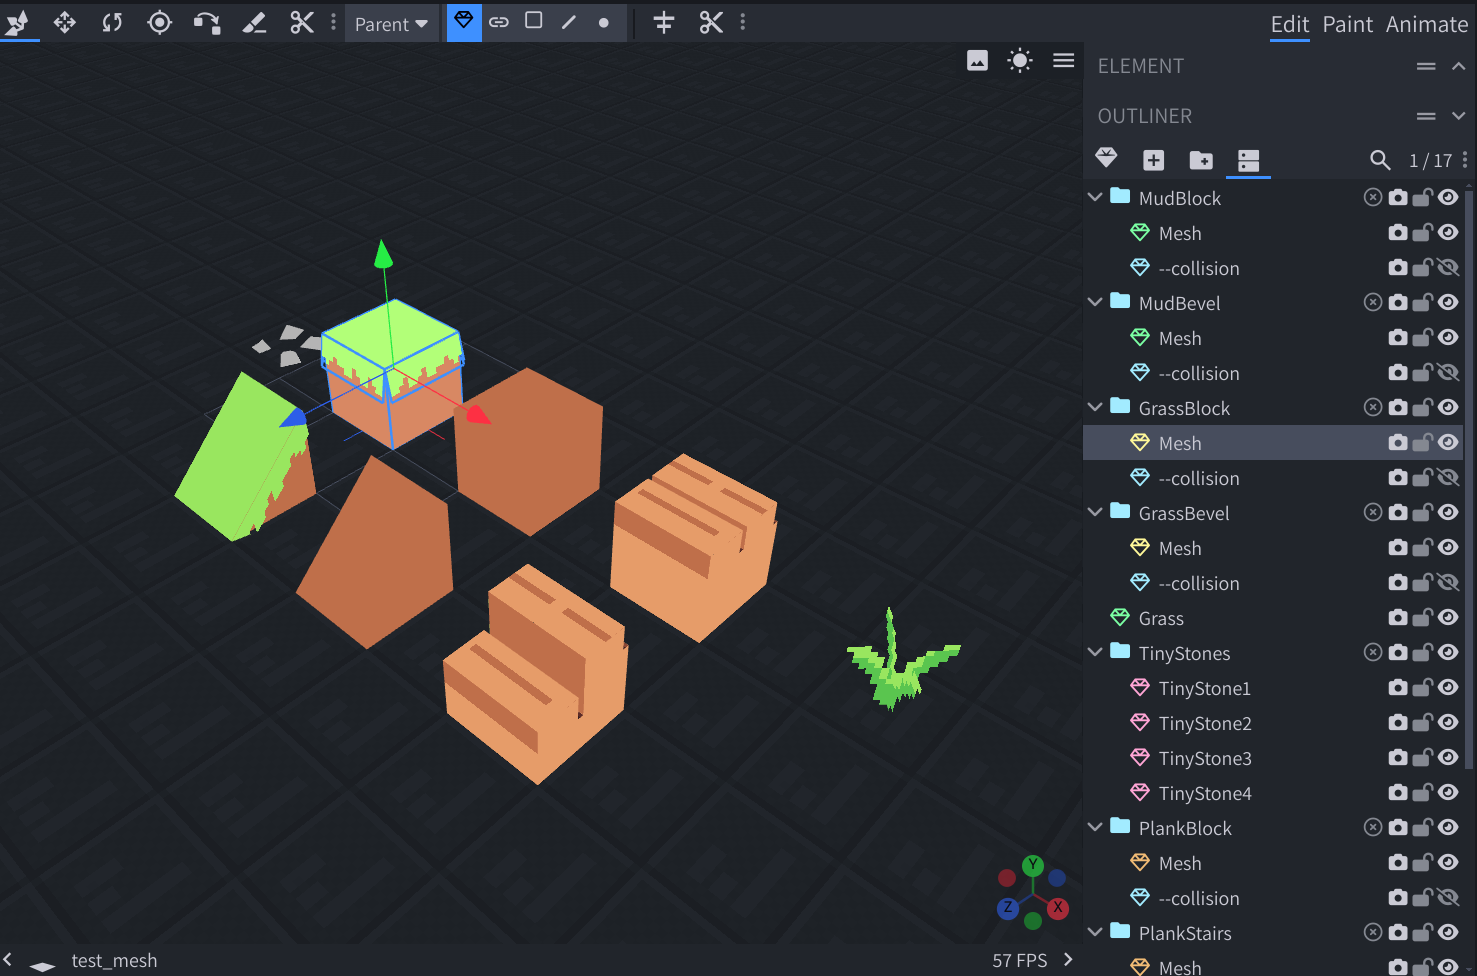 Parent
Edit Paint Animate
ELEMENT
OUTLINER
1 / 17
MudBlock
Mesh
--collision
MudBevel
Mesh
--collision
GrassBlock
Mesh
--collision
GrassBevel
Mesh
--collision
Grass
TinyStones
TinyStone1
TinyStone2
TinyStone3
TinyStone4
PlankBlock
Mesh
--collision
PlankStairs
Mesh
Y
Z
X
test_mesh
57 FPS